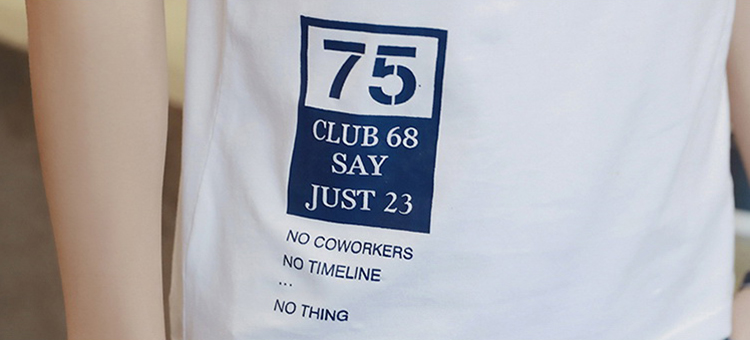 75
CLUB 68
SAY
JUST 23
NO COWORKERS
NO TIMELINE
...
NO THING